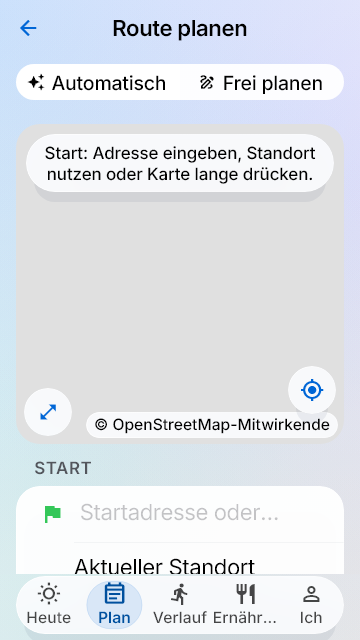 Route planen
Automatisch
Frei planen
Start: Adresse eingeben, Standort
nutzen oder Karte lange drücken.
© OpenStreetMap-Mitwirkende
START
Startadresse oder...
Aktueller Standort
Heute
Plan
Verlauf
Ernähr...
Ich